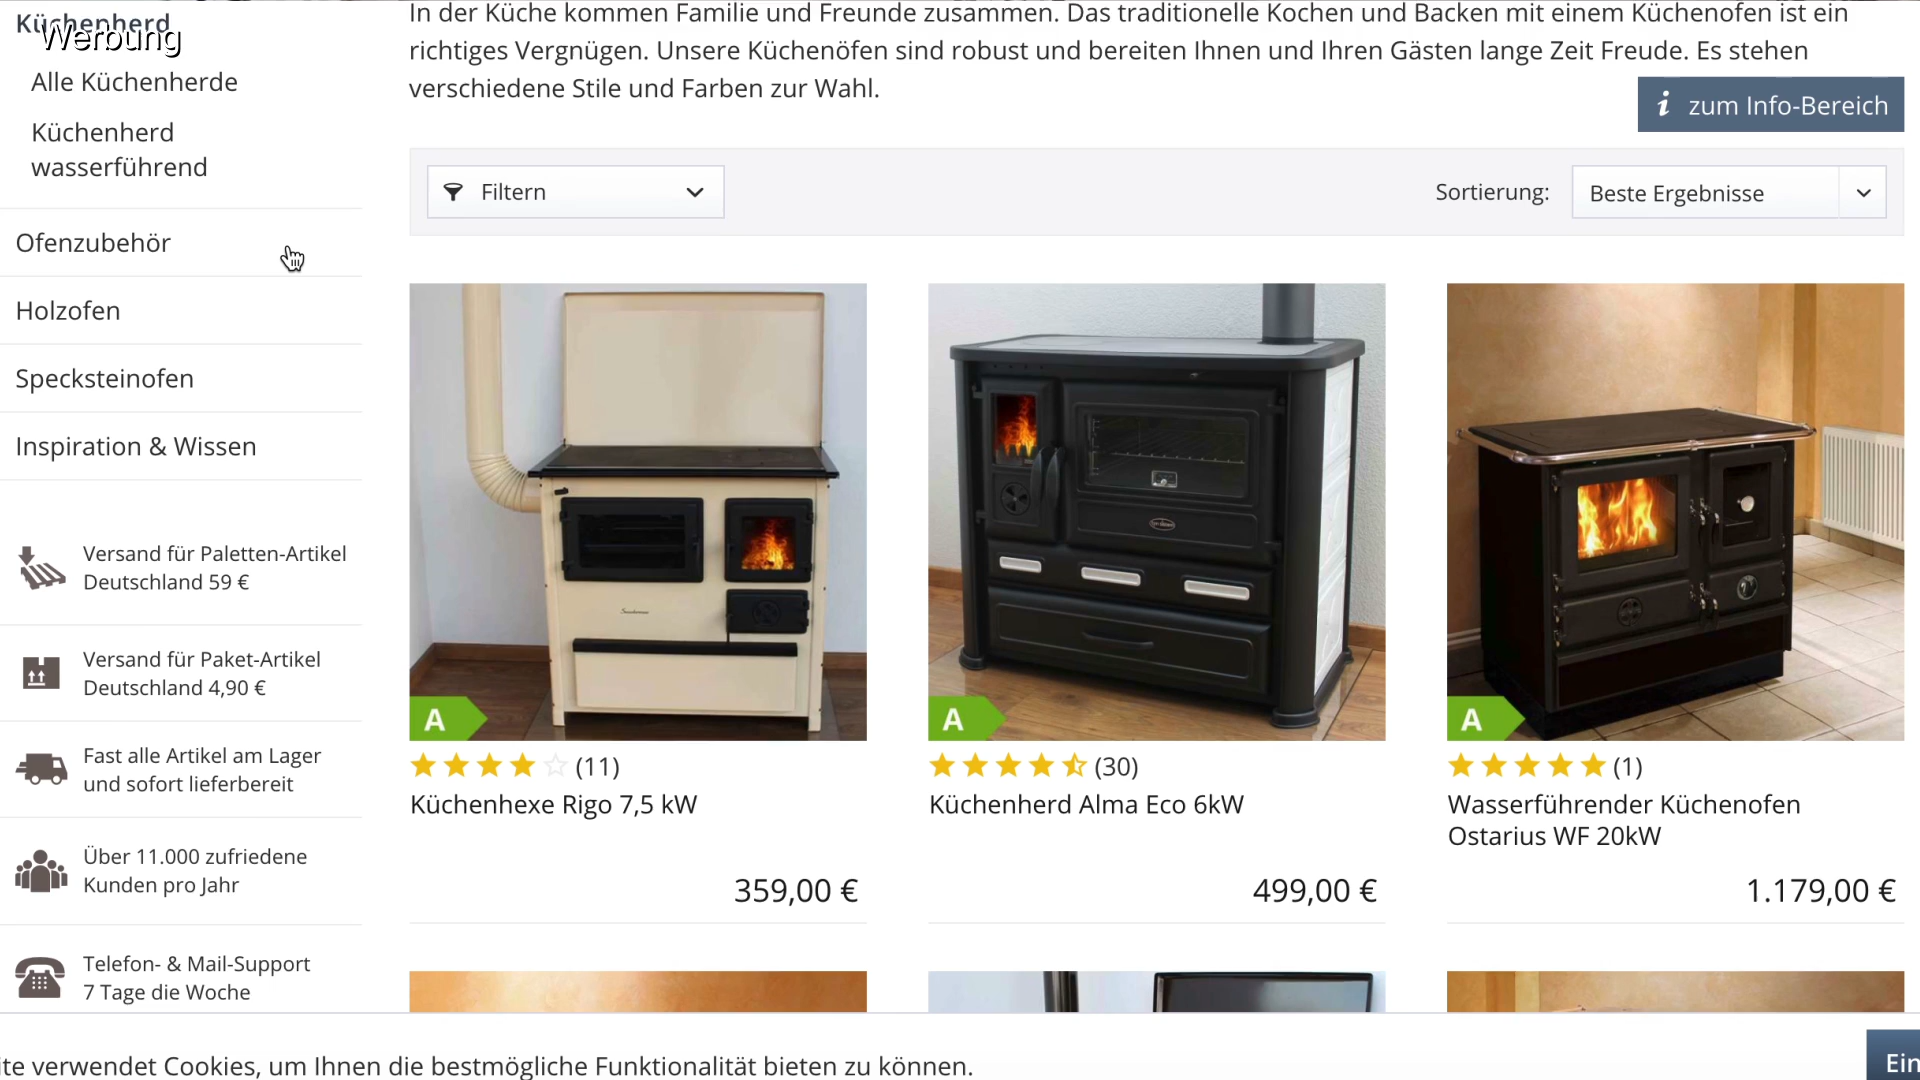 Küchenherd
Werbung
Alle Küchenherde
Küchenherd
wasserführend
Ofenzubehör
Holzofen
Specksteinofen
Inspiration & Wissen
Versand für Paletten-Artikel
Deutschland 59 €
Versand für Paket-Artikel
Deutschland 4,90 €
Fast alle Artikel am Lager
und sofort lieferbereit
Über 11.000 zufriedene
Kunden pro Jahr
Telefon- & Mail-Support
7 Tage die Woche
In der Küche kommen Familie und Freunde zusammen. Das traditionelle Kochen und Backen mit einem Küchenofen ist ein
richtiges Vergnügen. Unsere Küchenöfen sind robust und bereiten Ihnen und Ihren Gästen lange Zeit Freude. Es stehen
verschiedene Stile und Farben zur Wahl.
i zum Info-Bereich
Filtern
Sortierung: Beste Ergebnisse
A
(11)
Küchenhexe Rigo 7,5 kW
359,00 €
A
(30)
Küchenherd Alma Eco 6kW
499,00 €
A
(1)
Wasserführender Küchenofen
Ostarius WF 20kW
1.179,00 €
ite verwendet Cookies, um Ihnen die bestmögliche Funktionalität bieten zu können.
Ein